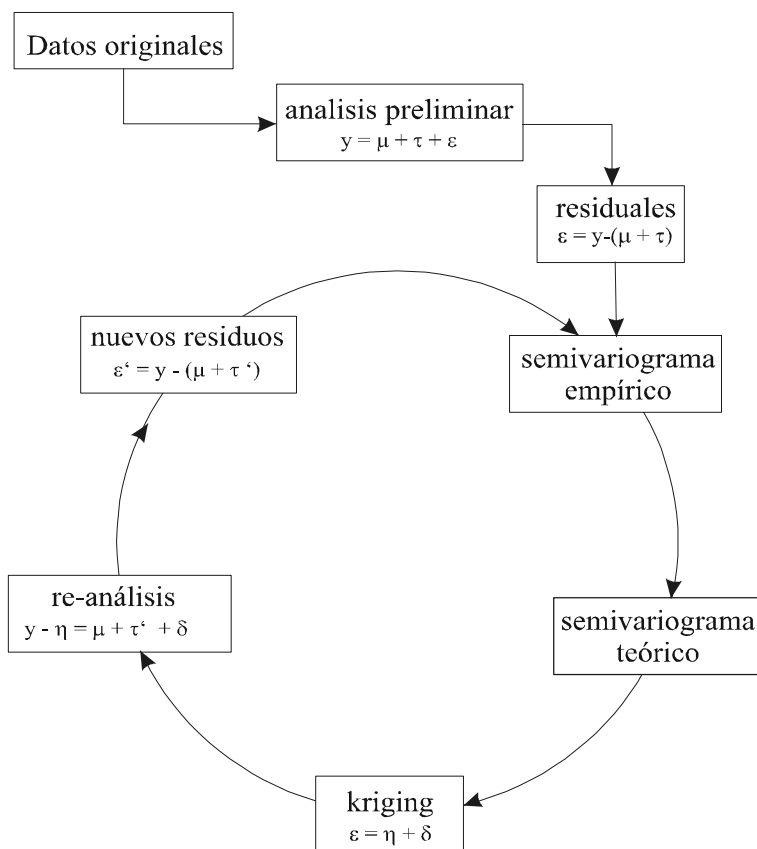 Datos originales
analisis preliminar
y = μ + τ + ε
residuales
ε = y-(μ + τ)
semivariograma
empírico
semivariograma
teórico
kriging
ε = η + δ
re-análisis
y - η = μ + τ‘ + δ
nuevos residuos
ε‘ = y - (μ + τ ‘)